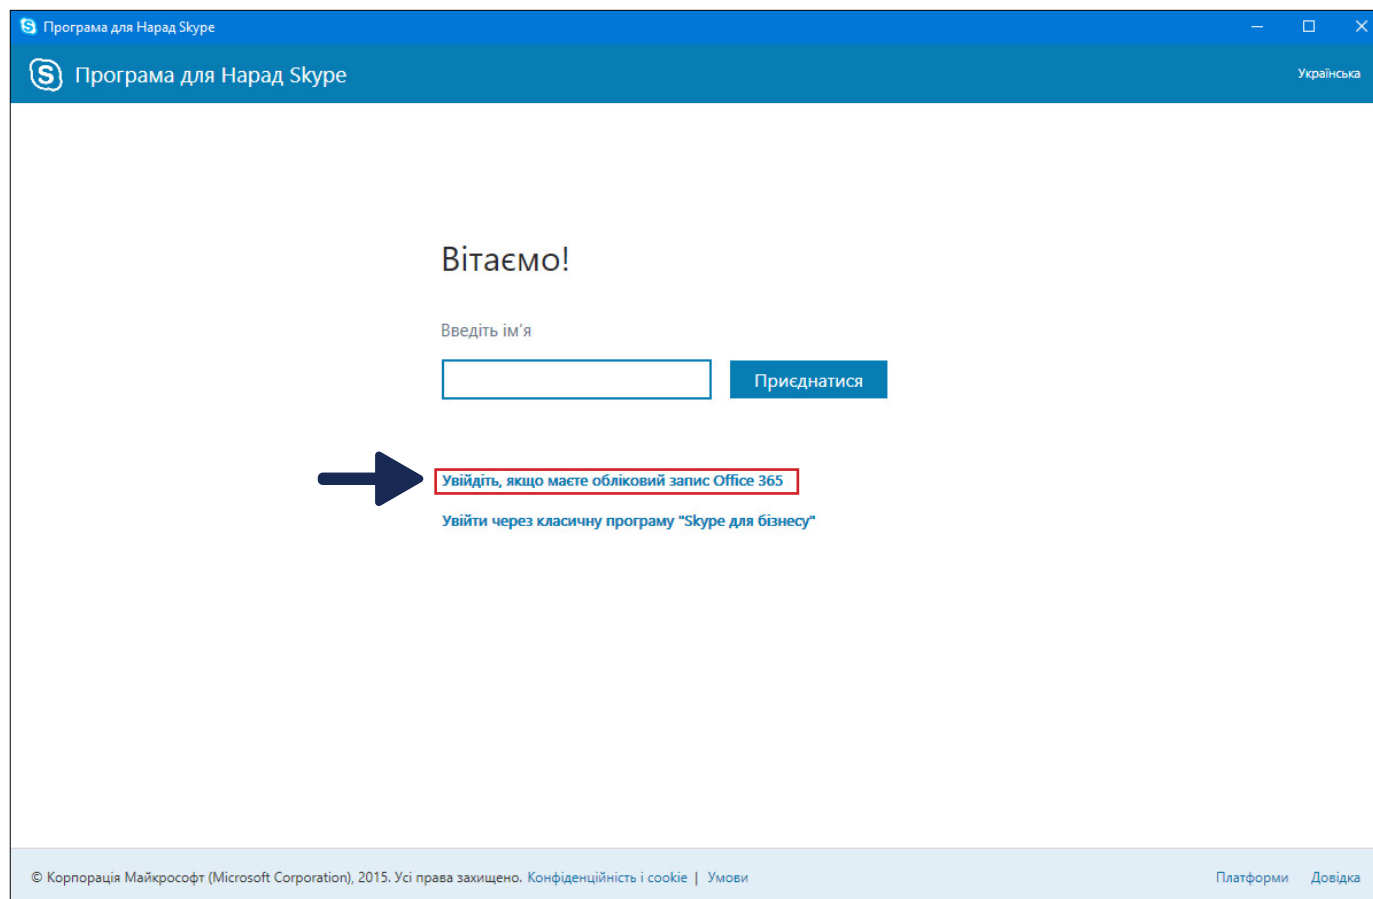 Програма для Нарад Skype
Програма для Нарад Skype
Українська
Вітаємо!
Введіть ім’я
Приєднатися
Увійдіть, якщо маєте обліковий запис Office 365
Увійти через класичну програму "Skype для бізнесу"
© Корпорація Майкрософт (Microsoft Corporation), 2015. Усі права захищено. Конфіденційність і cookie | Умови
Платформи Довідка